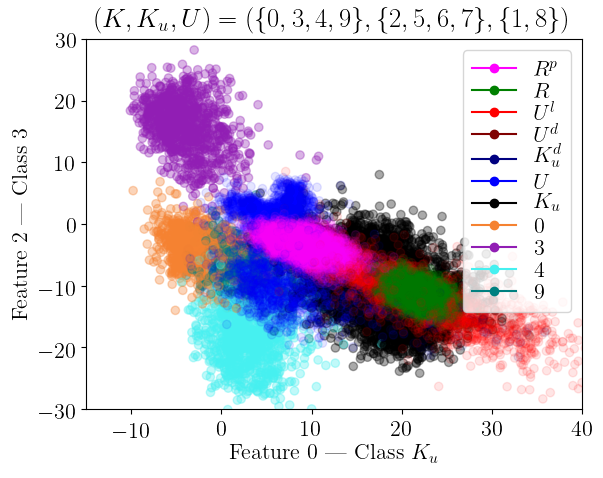 (K, K_u, U) = ({0, 3, 4, 9}, {2, 5, 6, 7}, {1, 8})
30
20
10
0
−10
−20
−30
Feature 2 — Class 3
R^p
R
U^l
U^d
K_u^d
U
K_u
0
3
4
9
−10
0
10
20
30
40
Feature 0 — Class K_u